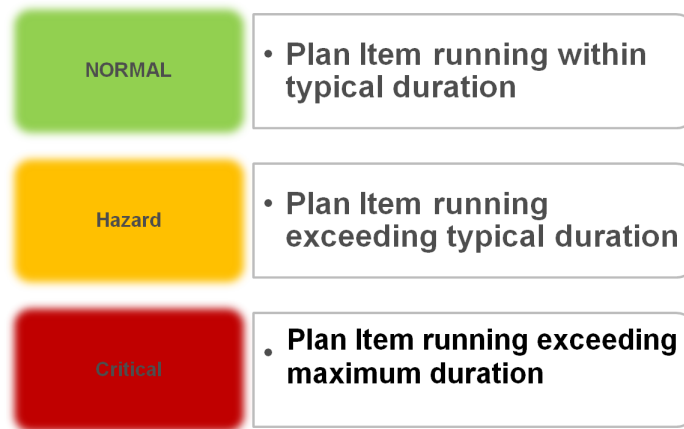 NORMAL
• Plan Item running within
typical duration
Hazard
• Plan Item running
exceeding typical duration
Critical
• Plan Item running exceeding
maximum duration